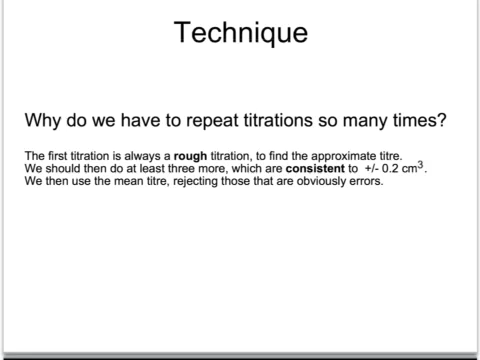 Technique
Why do we have to repeat titrations so many times?
The first titration is always a rough titration, to find the approximate titre.
We should then do at least three more, which are consistent to +/- 0.2 cm³.
We then use the mean titre, rejecting those that are obviously errors.